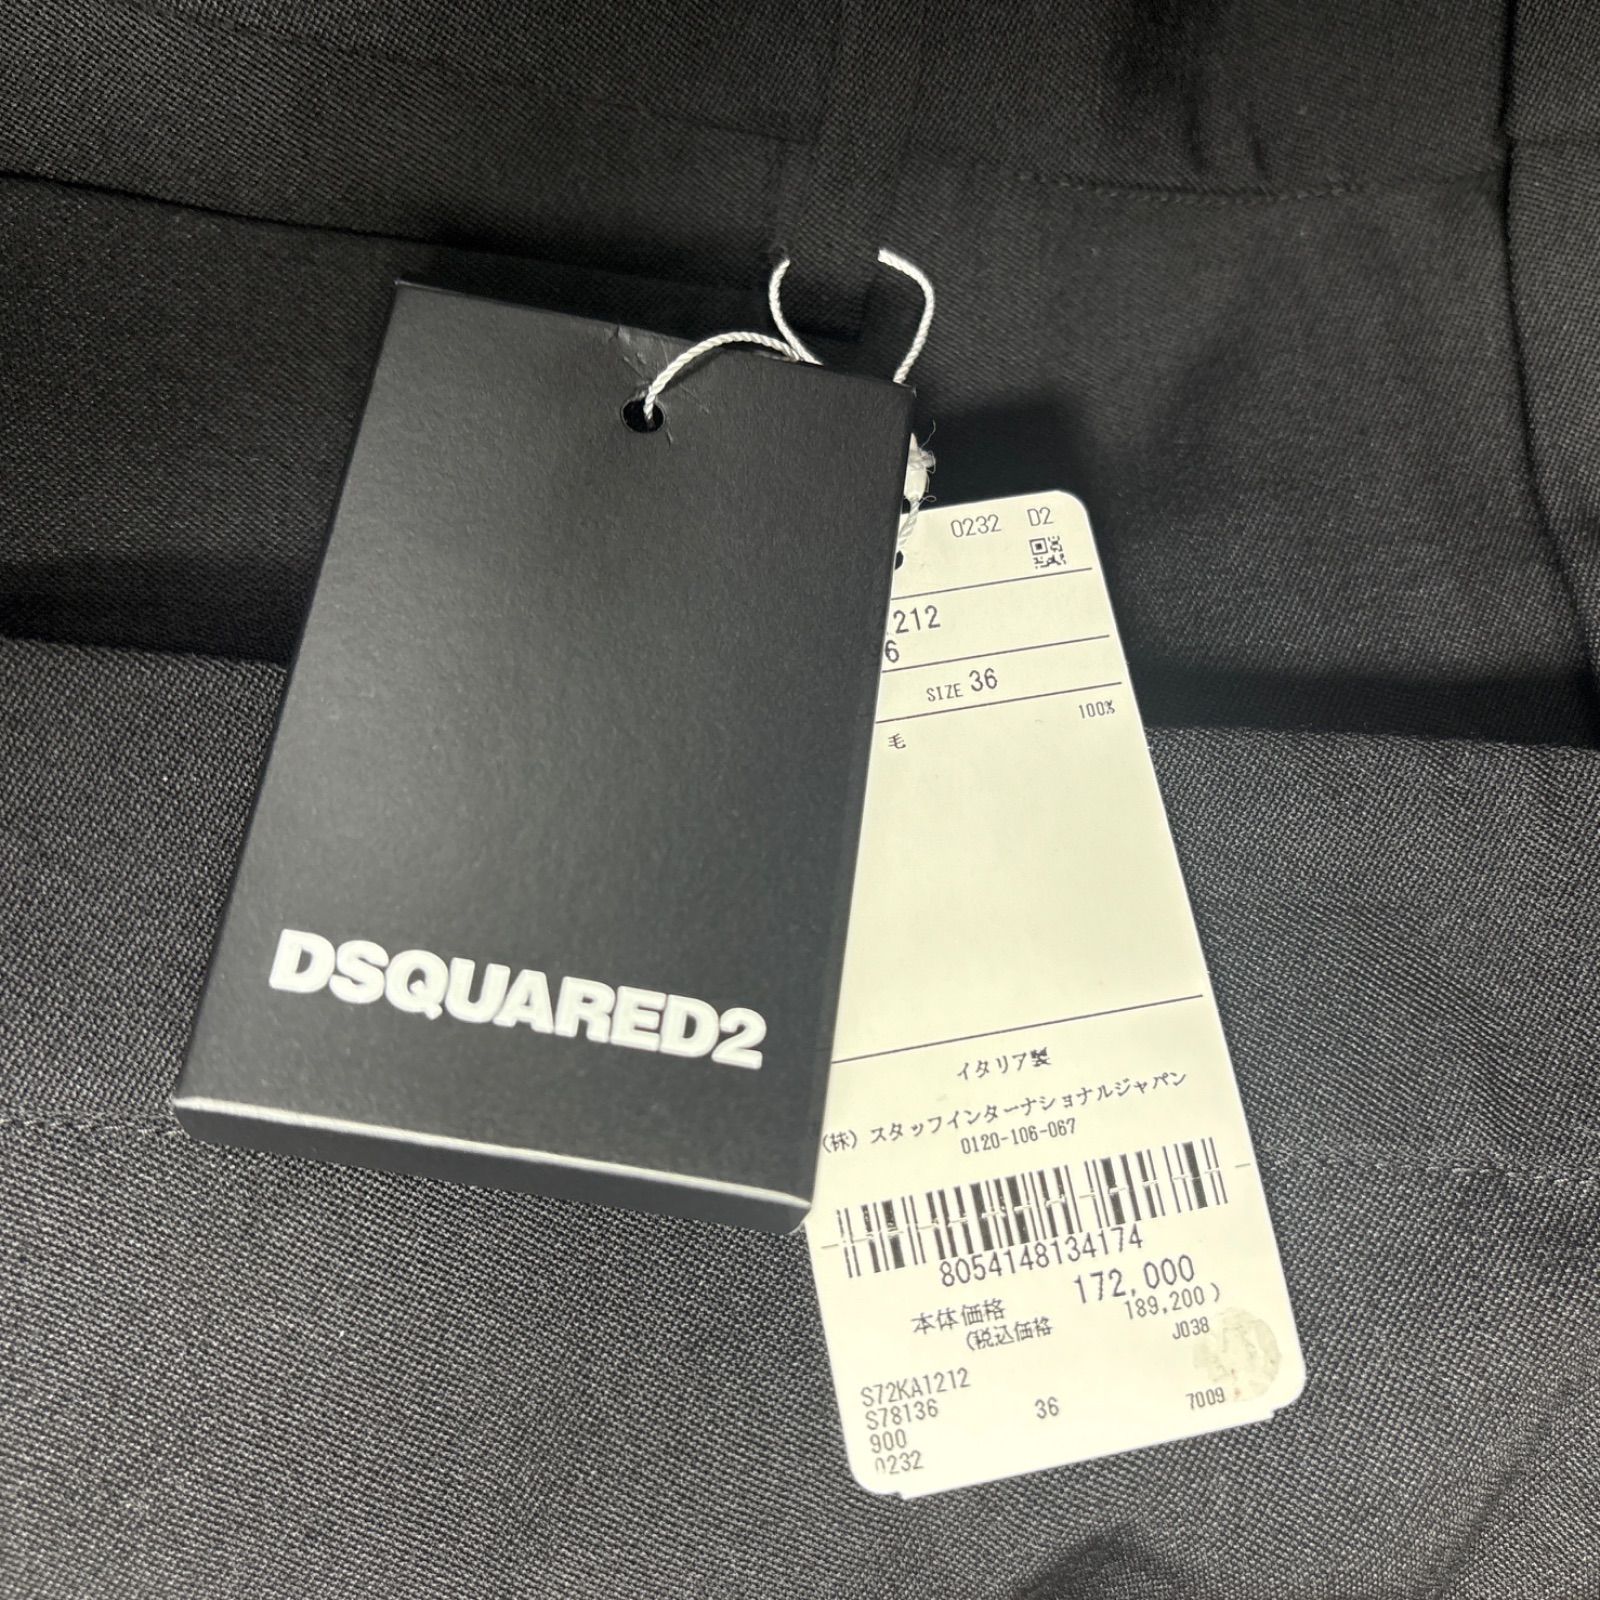 DSQUARED2
0232 D2
212
6
SIZE 36
100%
毛
イタリア製
(株) スタッフインターナショナルジャパン
0120-106-067
8054148134174
本体価格 172,000
(税込価格 189,200)
J038
S72KA1212
S78136 36 7009
900
0232